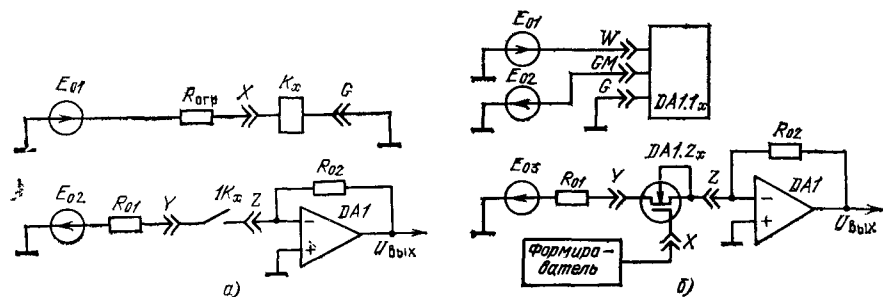 E01
Rогр
X
Kx
G
E02
R01
Y
1Kx
Z
R02
DA1
Uвых
а)
E01
W
E02
GM
G
DA1.1x
E03
R01
Y
DA1.2x
Z
R02
DA1
X
Uвых
Формиро-
ватель
б)